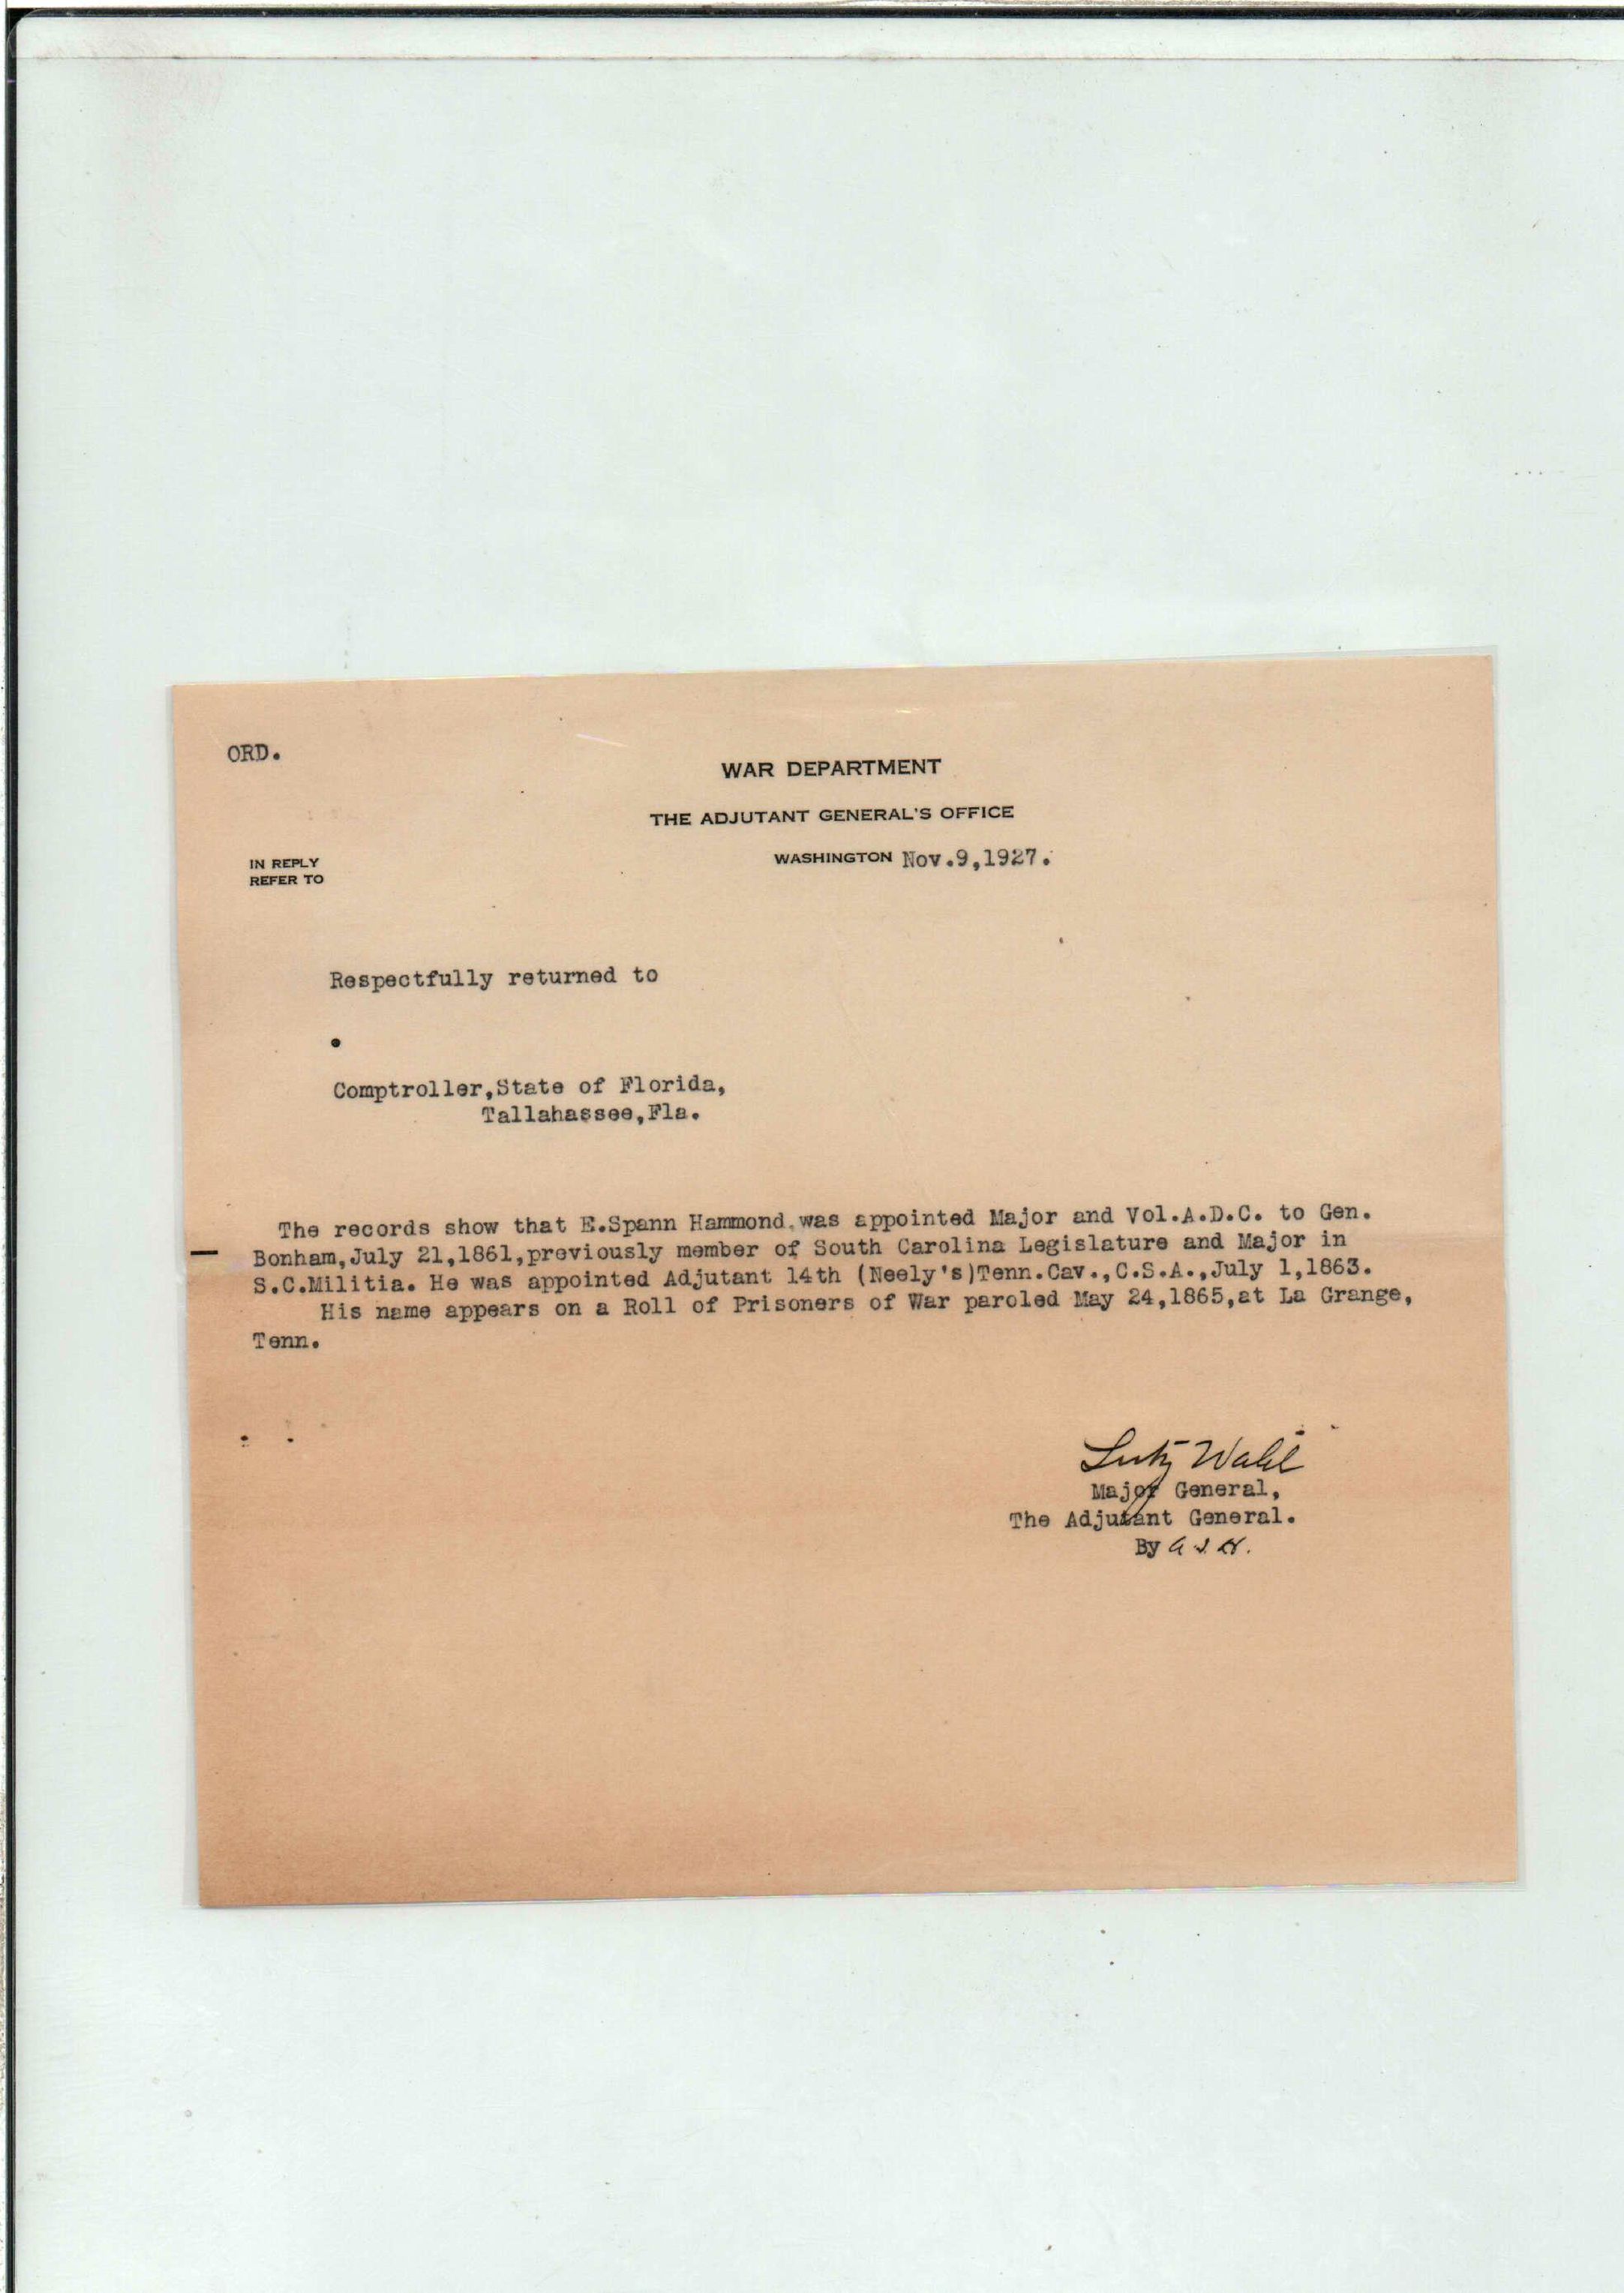 ORD.
WAR DEPARTMENT
THE ADJUTANT GENERAL'S OFFICE
WASHINGTON Nov.9,1927.
IN REPLY
REFER TO
Respectfully returned to
Comptroller,State of Florida,
Tallahassee,Fla.
The records show that E.Spann Hammond was appointed Major and Vol.A.D.C. to Gen.
Bonham,July 21,1861,previously member of South Carolina Legislature and Major in
S.C.Militia. He was appointed Adjutant 14th (Neely's)Tenn.Cav.,C.S.A.,July 1,1863.
His name appears on a Roll of Prisoners of War paroled May 24,1865,at La Grange,
Tenn.
Lutz Wahl
Major General,
The Adjutant General.
By